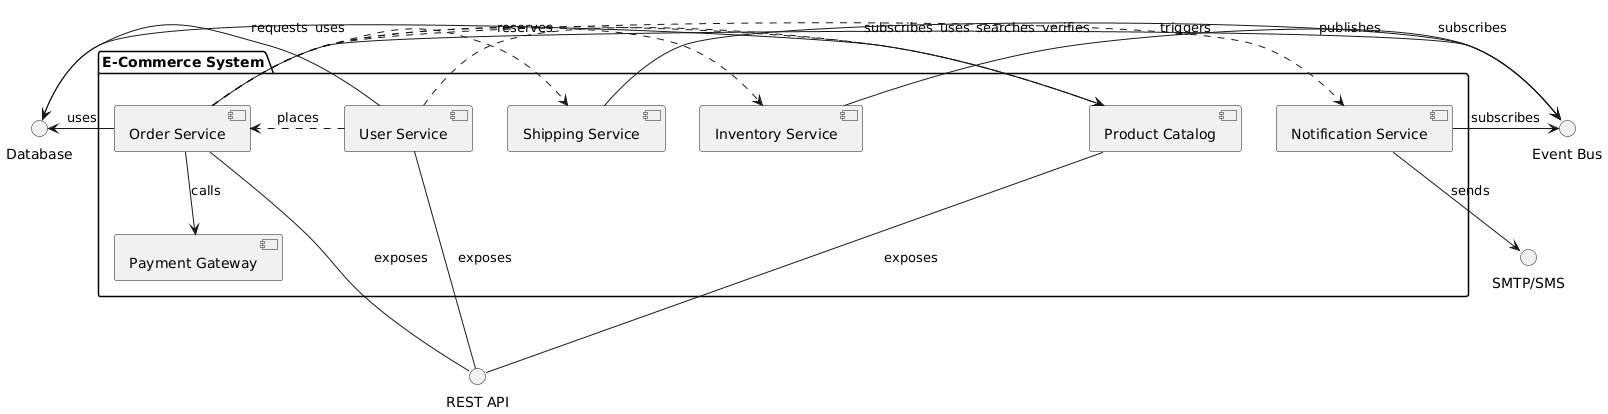 requests uses reserves subscribes uses searches verifies triggers publishes subscribes
E-Commerce System
uses
places
Order Service
User Service
Shipping Service
Inventory Service
Product Catalog
Notification Service
subscribes
Database
Event Bus
calls
sends
Payment Gateway
exposes
exposes
exposes
SMTP/SMS
REST API